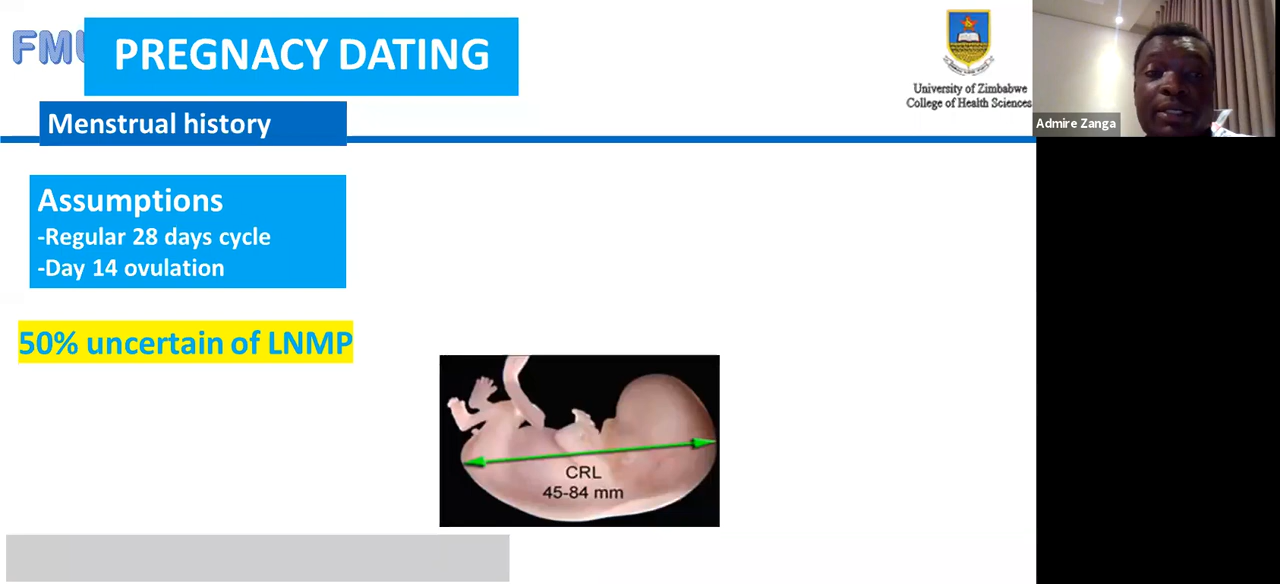 FMU
PREGNACY DATING
University of Zimbabwe
College of Health Sciences
Admire Zanga
Menstrual history
Assumptions
-Regular 28 days cycle
-Day 14 ovulation
50% uncertain of LNMP
CRL
45-84 mm